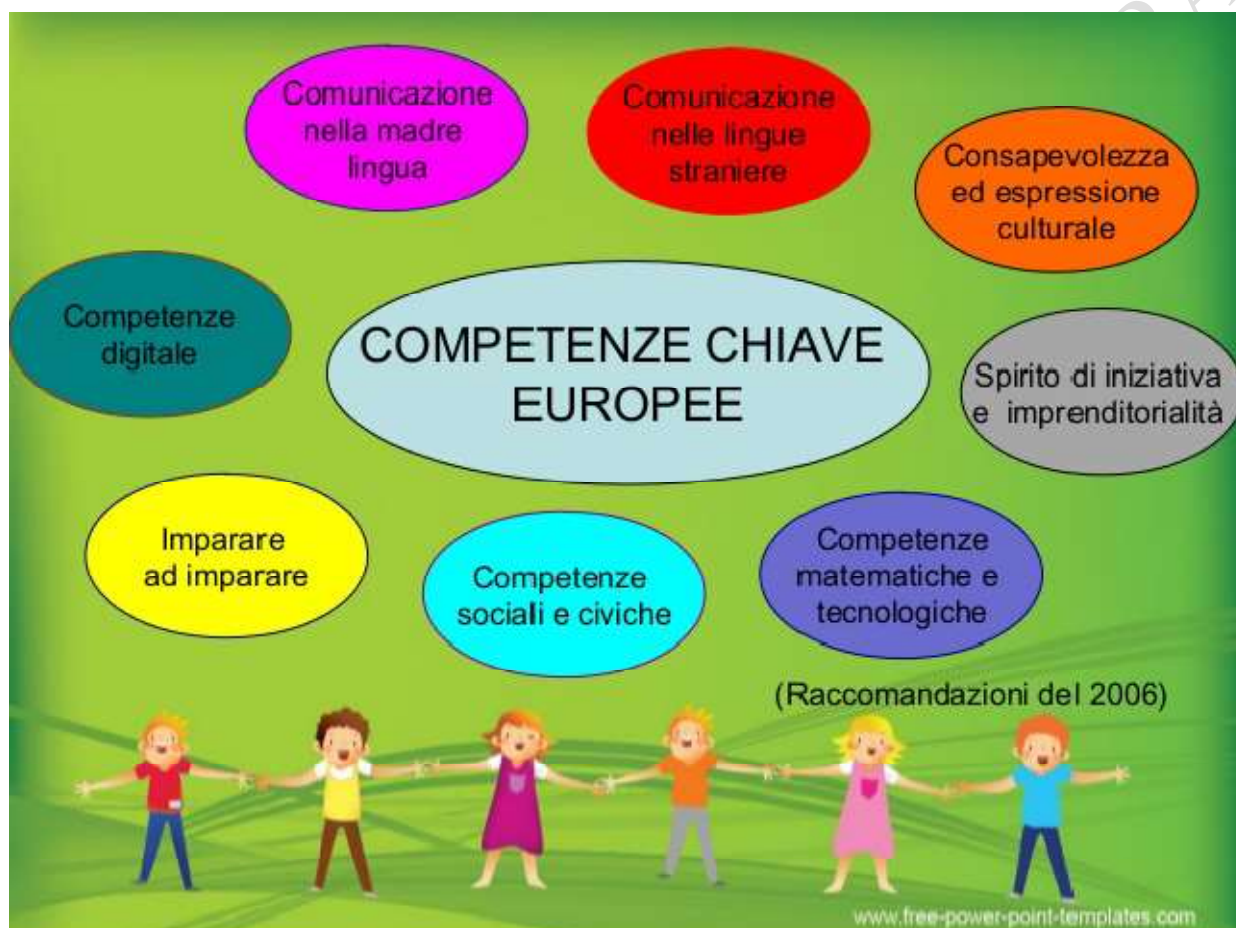 Comunicazione
nella madre
lingua
Comunicazione
nelle lingue
straniere
Consapevolezza
ed espressione
culturale
Competenze
digitale
COMPETENZE CHIAVE
EUROPEE
Spirito di iniziativa
e imprenditorialità
Imparare
ad imparare
Competenze
sociali e civiche
Competenze
matematiche e
tecnologiche
(Raccomandazioni del 2006)
www.free-power-point-templates.com